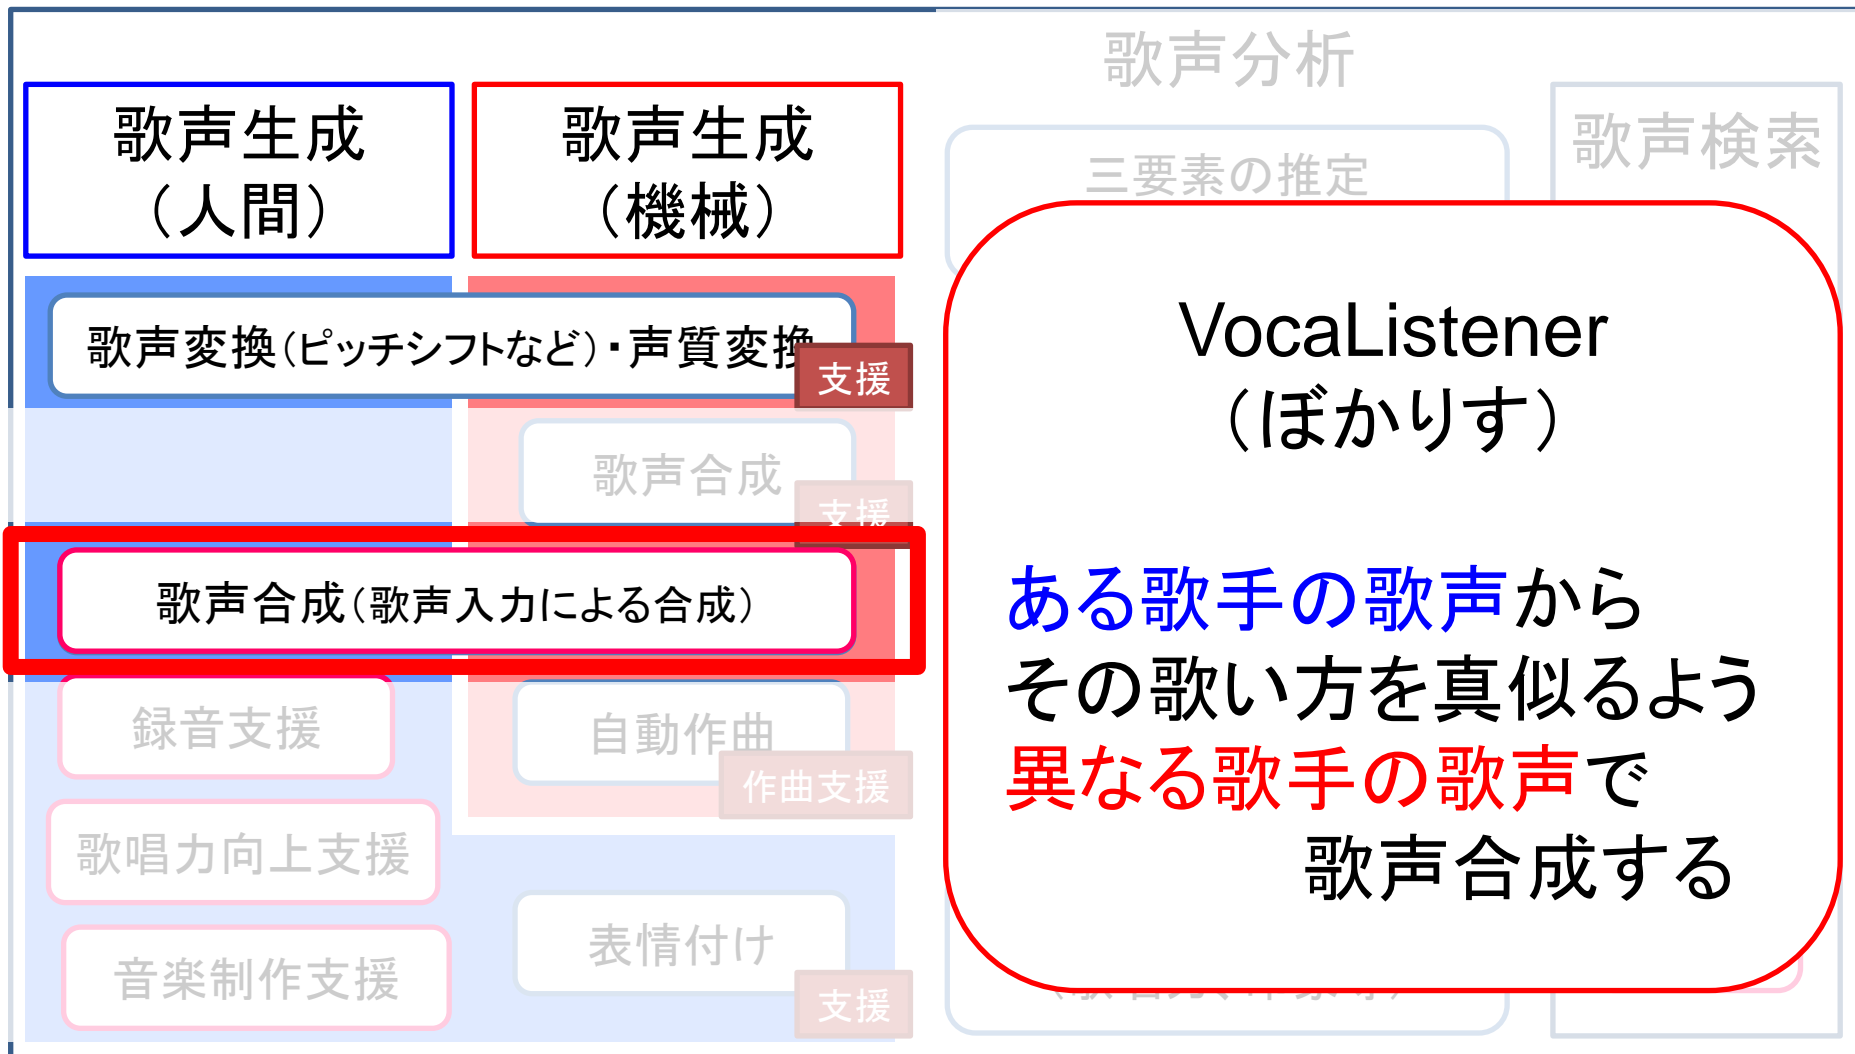 歌声分析
歌声生成
（人間）
歌声生成
（機械）
歌声検索
三要素の推定
歌声変換（ピッチシフトなど）・声質変換
支援
歌声合成
支援
歌声合成（歌声入力による合成）
録音支援
自動作曲
作曲支援
歌唱力向上支援
表情付け
支援
音楽制作支援
VocaListener
（ぼかりす）
ある歌手の歌声から
その歌い方を真似るよう
異なる歌手の歌声で
歌声合成する